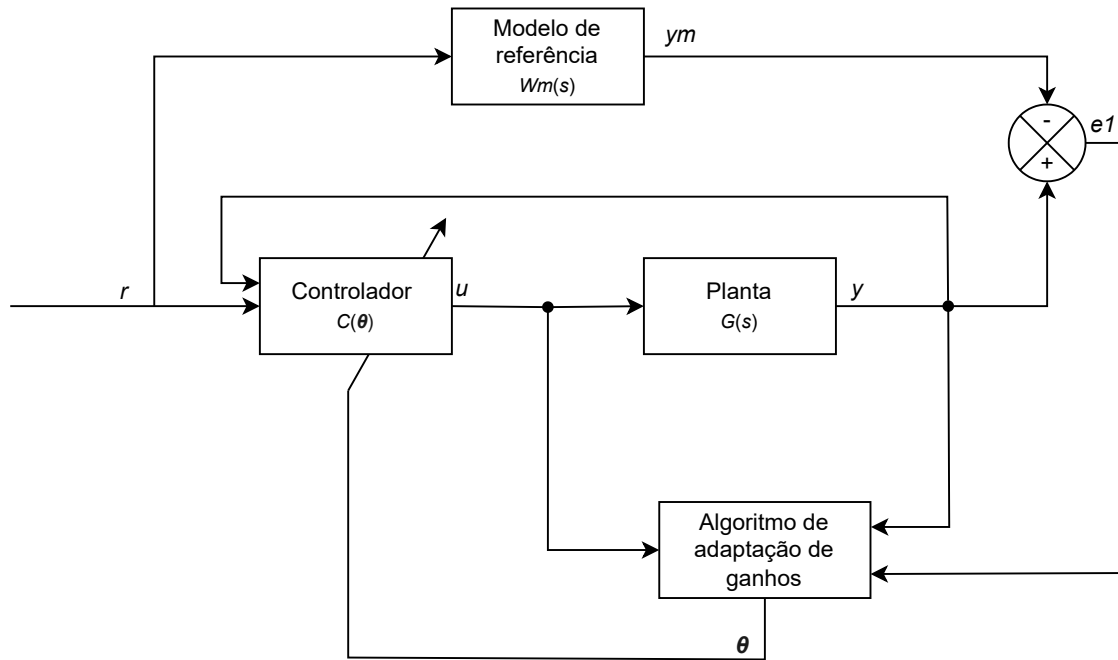 Modelo de
referência
Wm(s)
ym
-
+
e1
r
Controlador
C(θ)
u
Planta
G(s)
y
Algoritmo de
adaptação de
ganhos
θ